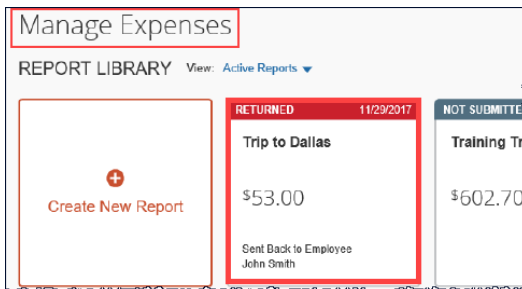 Manage Expenses
REPORT LIBRARY View: Active Reports
RETURNED 11/29/2017
Trip to Dallas
$53.00
Sent Back to Employee
John Smith
Create New Report
NOT SUBMITTE
Training Tr
$602.70